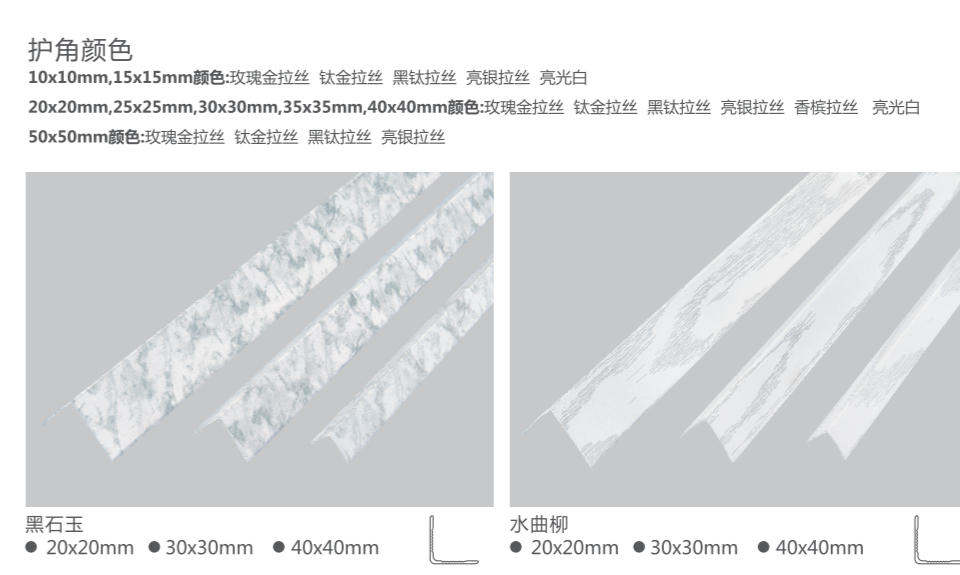 护角颜色
10x10mm,15x15mm颜色:玫瑰金拉丝 钛金拉丝 黑钛拉丝 亮银拉丝 亮光白
20x20mm,25x25mm,30x30mm,35x35mm,40x40mm颜色:玫瑰金拉丝 钛金拉丝 黑钛拉丝 亮银拉丝 香槟拉丝 亮光白
50x50mm颜色:玫瑰金拉丝 钛金拉丝 黑钛拉丝 亮银拉丝
黑石玉
● 20x20mm ● 30x30mm ● 40x40mm
水曲柳
● 20x20mm ● 30x30mm ● 40x40mm